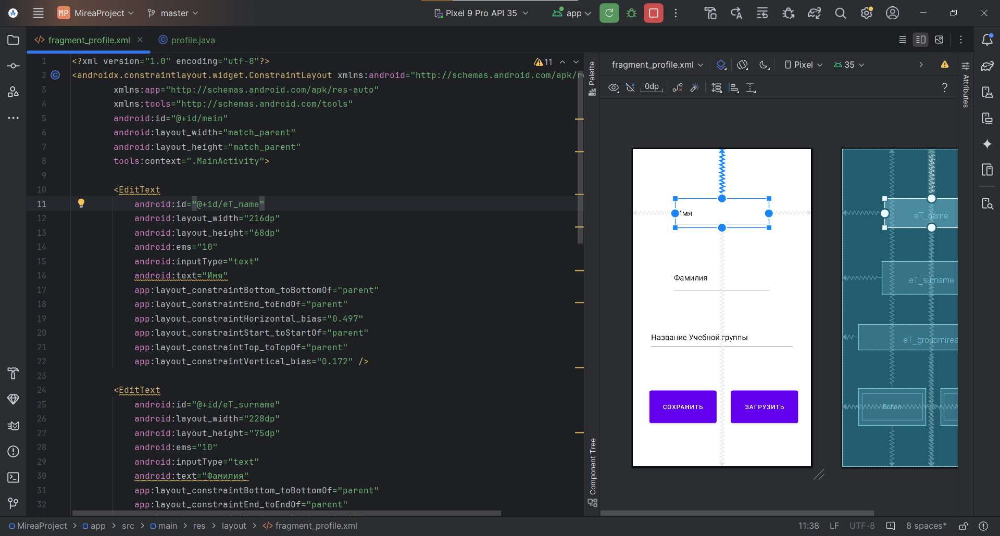 MP MireaProject master Pixel 9 Pro API 35 app
fragment_profile.xml profile.java
1 <?xml version="1.0" encoding="utf-8"?>
11
2 <androidx.constraintlayout.widget.ConstraintLayout xmlns:android="http://schemas.android.com/apk/re
3 xmlns:app="http://schemas.android.com/apk/res-auto"
4 xmlns:tools="http://schemas.android.com/tools"
5 android:id="@+id/main"
6 android:layout_width="match_parent"
7 android:layout_height="match_parent"
8 tools:context=".MainActivity">
9
10 <EditText
11 android:id="@+id/eT_name"
12 android:layout_width="216dp"
13 android:layout_height="68dp"
14 android:ems="10"
15 android:inputType="text"
16 android:text="Имя"
17 app:layout_constraintBottom_toBottomOf="parent"
18 app:layout_constraintEnd_toEndOf="parent"
19 app:layout_constraintHorizontal_bias="0.497"
20 app:layout_constraintStart_toStartOf="parent"
21 app:layout_constraintTop_toTopOf="parent"
22 app:layout_constraintVertical_bias="0.172" />
23
24 <EditText
25 android:id="@+id/eT_surname"
26 android:layout_width="228dp"
27 android:layout_height="75dp"
28 android:ems="10"
29 android:inputType="text"
30 android:text="Фамилия"
31 app:layout_constraintBottom_toBottomOf="parent"
32 app:layout_constraintEnd_toEndOf="parent"
Palette
Component Tree
fragment_profile.xml Pixel 35
0dp ?
Attributes
Имя
Фамилия
Название Учебной группы
СОХРАНИТЬ ЗАГРУЗИТЬ
eT_name
eT_surname
eT_groupmirea
Button
MireaProject > app > src > main > res > layout > fragment_profile.xml
11:38 LF UTF-8 8 spaces*